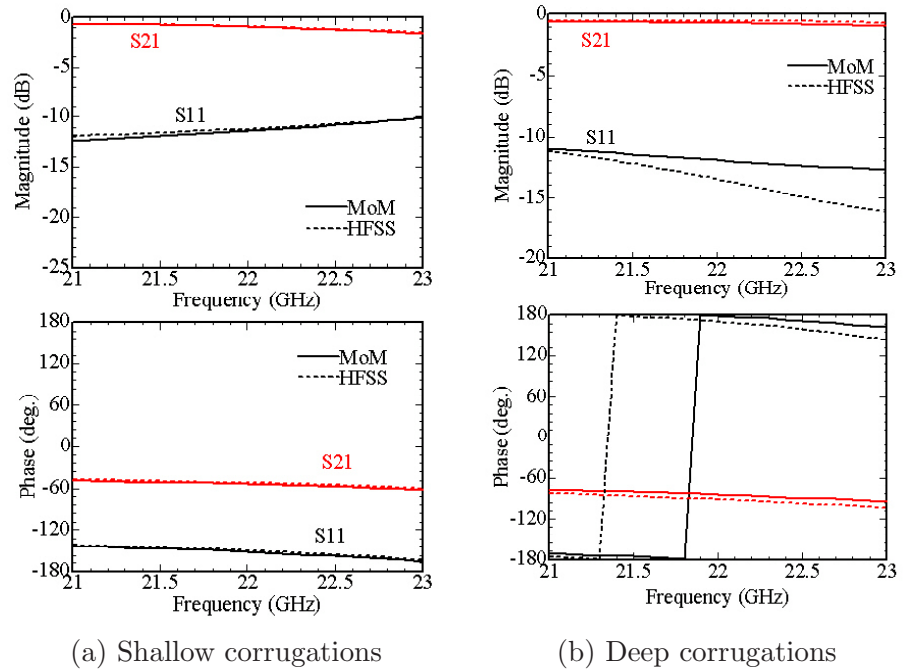 0
-5
-10
-15
-20
-25
Magnitude (dB)
S21
S11
MoM
HFSS
21 21.5 22 22.5 23
Frequency (GHz)
0
-5
-10
-15
-20
Magnitude (dB)
S21
S11
MoM
HFSS
21 21.5 22 22.5 23
Frequency (GHz)
180
120
60
0
-60
-120
-180
Phase (deg.)
MoM
HFSS
S21
S11
21 21.5 22 22.5 23
Frequency (GHz)
180
120
60
0
-60
-120
-180
Phase (deg.)
21 21.5 22 22.5 23
Frequency (GHz)
(a) Shallow corrugations
(b) Deep corrugations